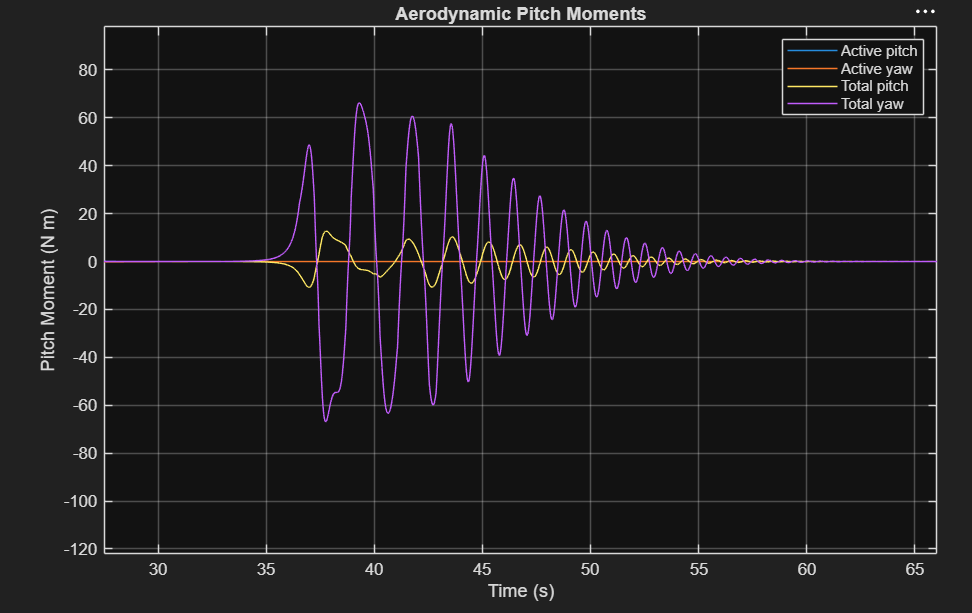 Aerodynamic Pitch Moments
Active pitch
Active yaw
Total pitch
Total yaw
Pitch Moment (N m)
80
60
40
20
0
-20
-40
-60
-80
-100
-120
30 35 40 45 50 55 60 65
Time (s)